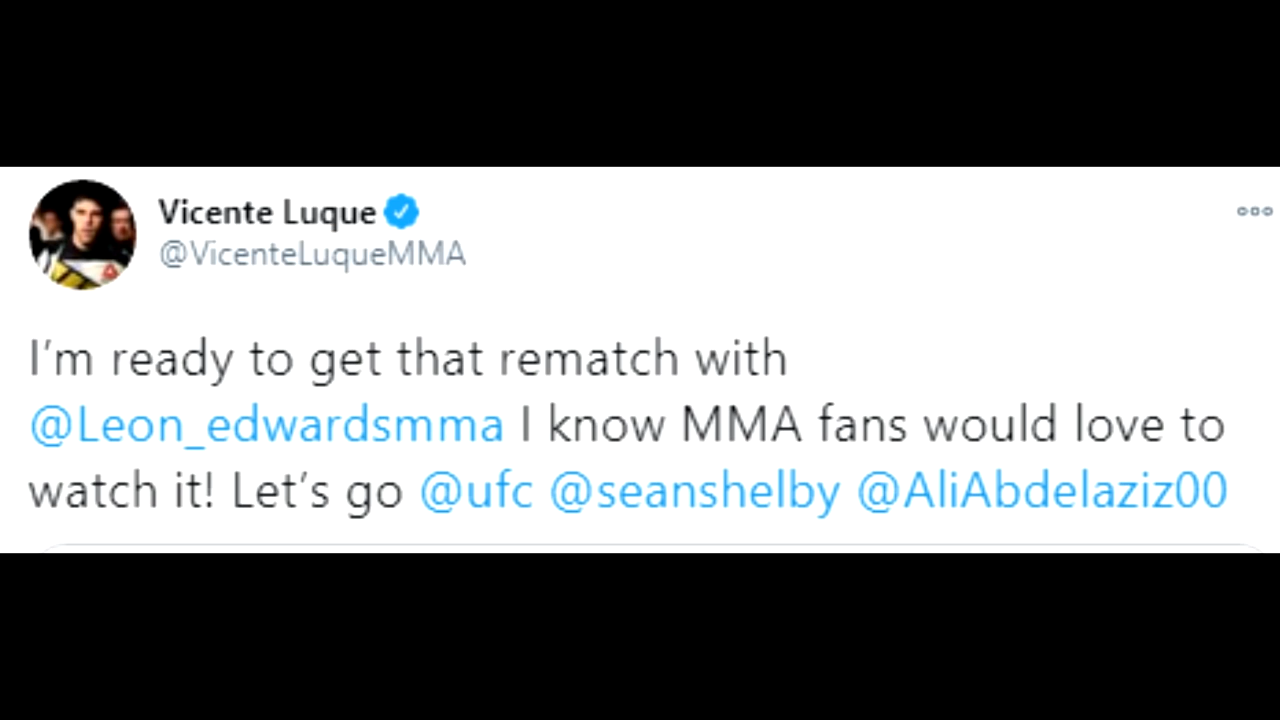 Vicente Luque
@VicenteLuqueMMA
I’m ready to get that rematch with
@Leon_edwardsmma I know MMA fans would love to
watch it! Let’s go @ufc @seanshelby @AliAbdelaziz00